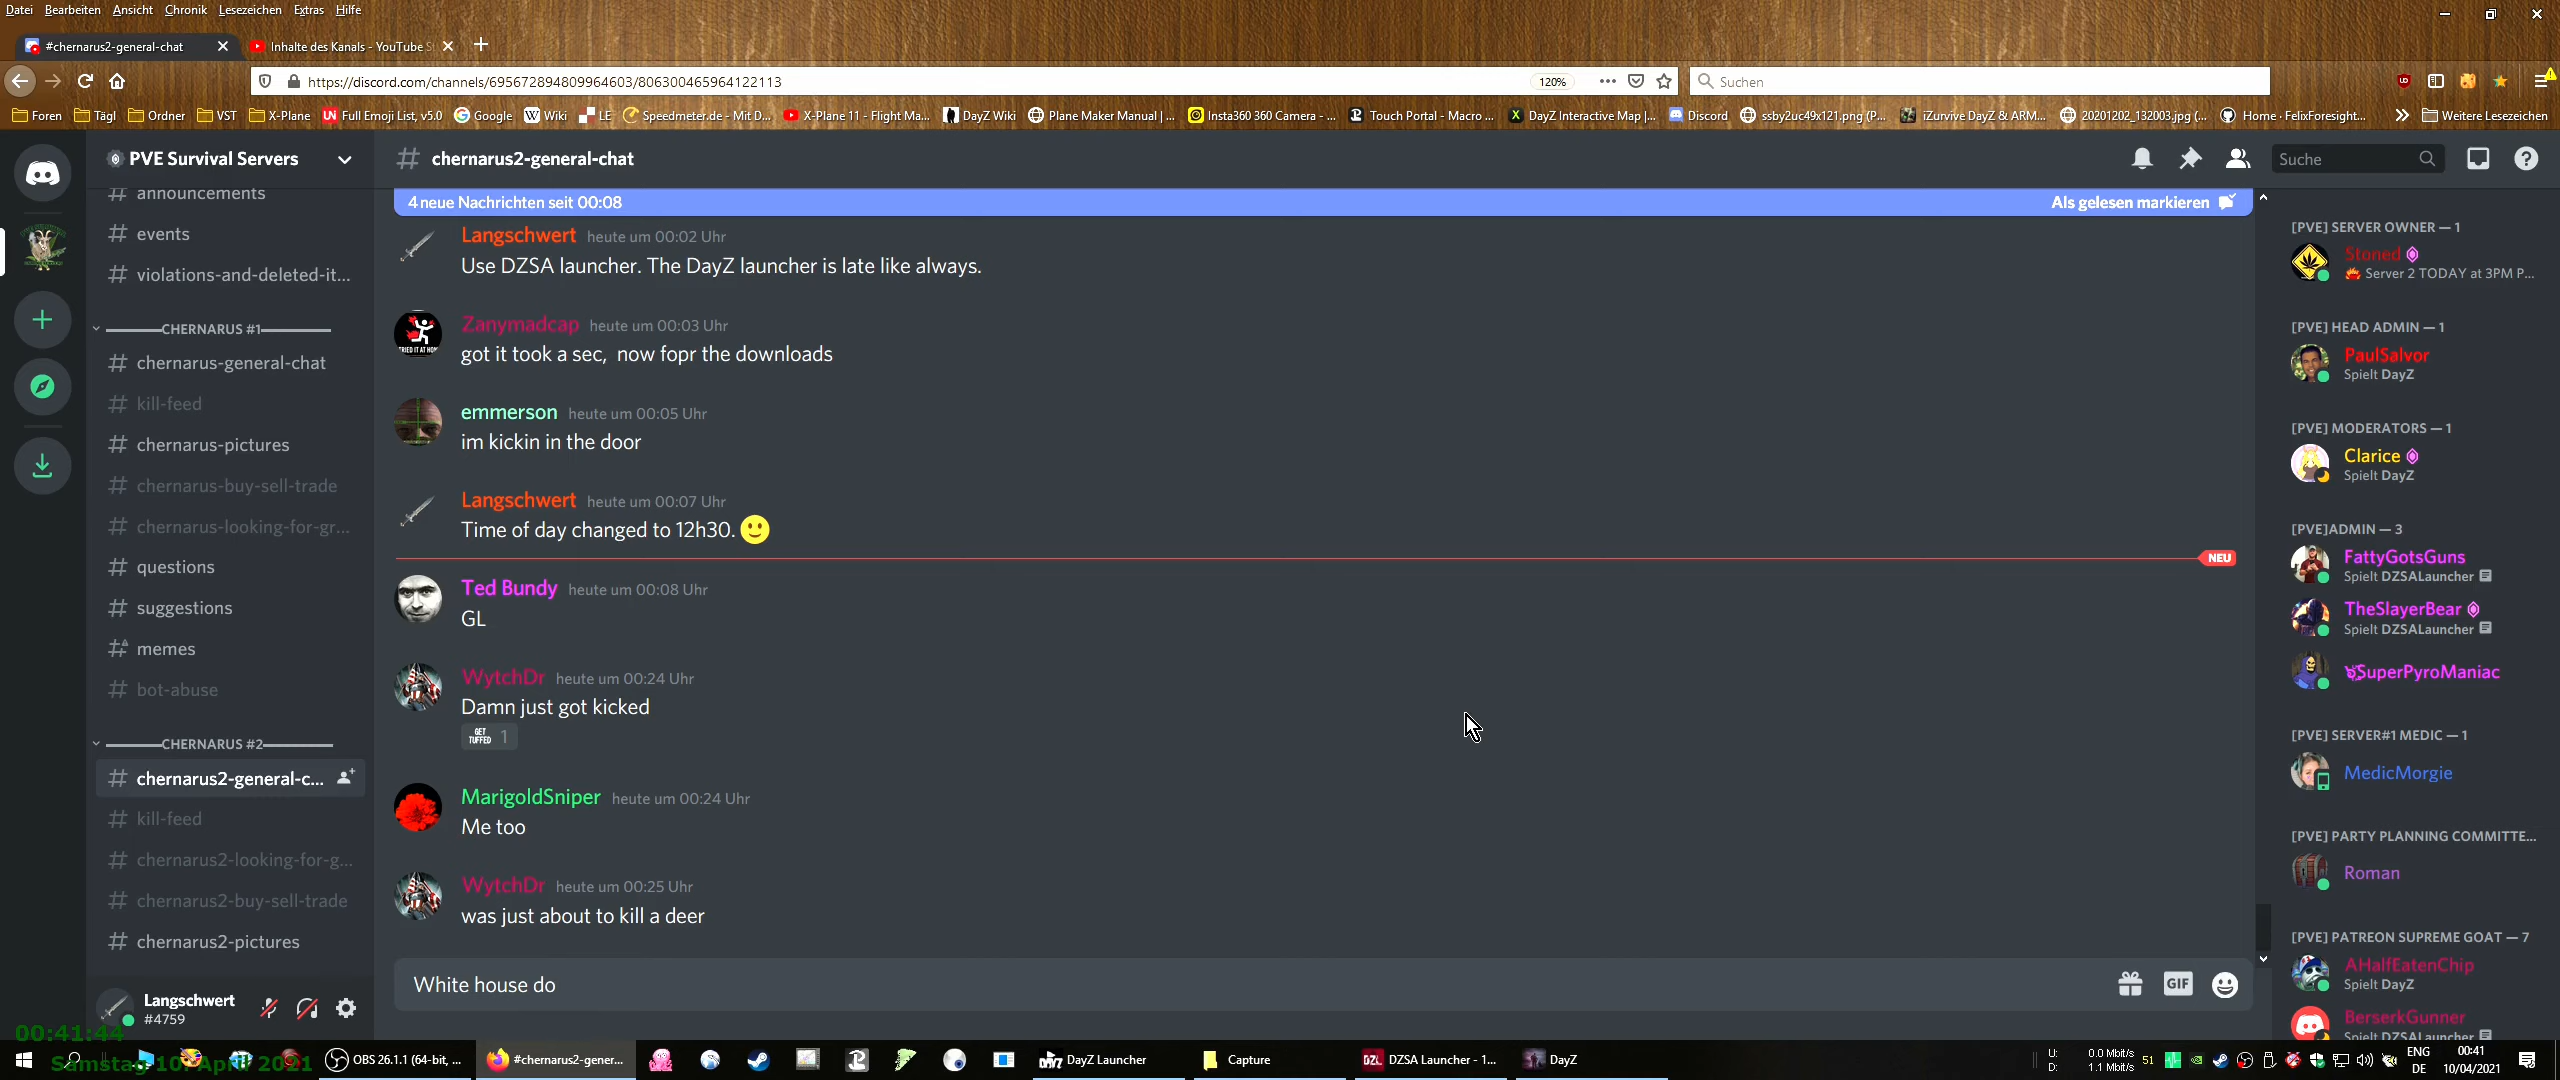 Datei Bearbeiten Ansicht Chronik Lesezeichen Extras Hilfe
#chernarus2-general-chat
Inhalte des Kanals - YouTube S
https://discord.com/channels/695672894809964603/806300465964122113
120%
Suchen
Foren
Tägl
Ordner
VST
X-Plane
Full Emoji List, v5.0
Google
Wiki
LE
Speedmeter.de - Mit D...
X-Plane 11 - Flight Ma...
DayZ Wiki
Plane Maker Manual | ...
Insta360 360 Camera - ...
Touch Portal - Macro ...
DayZ Interactive Map |...
Discord
ssby2uc49x121.png (P...
iZurvive DayZ & ARM...
20201202_132003.jpg (...
Home · FelixForesight...
Weitere Lesezeichen
PVE Survival Servers
announcements
events
violations-and-deleted-it...
CHERNARUS #1
chernarus-general-chat
kill-feed
chernarus-pictures
chernarus-buy-sell-trade
chernarus-looking-for-gr...
questions
suggestions
memes
bot-abuse
CHERNARUS #2
chernarus2-general-c...
kill-feed
chernarus2-looking-for-g...
chernarus2-buy-sell-trade
chernarus2-pictures
Langschwert
#4759
# chernarus2-general-chat
Suche
4 neue Nachrichten seit 00:08
Als gelesen markieren
Langschwert heute um 00:02 Uhr
Use DZSA launcher. The DayZ launcher is late like always.
Zanymadcap heute um 00:03 Uhr
got it took a sec, now fopr the downloads
emmerson heute um 00:05 Uhr
im kickin in the door
Langschwert heute um 00:07 Uhr
Time of day changed to 12h30. 🙂
NEU
Ted Bundy heute um 00:08 Uhr
GL
WytchDr heute um 00:24 Uhr
Damn just got kicked
GET
TUFFED 1
MarigoldSniper heute um 00:24 Uhr
Me too
WytchDr heute um 00:25 Uhr
was just about to kill a deer
White house do
GIF
[PVE] SERVER OWNER — 1
Stoned
Server 2 TODAY at 3PM P...
[PVE] HEAD ADMIN — 1
PaulSalvor
Spielt DayZ
[PVE] MODERATORS — 1
Clarice
Spielt DayZ
[PVE]ADMIN — 3
FattyGotsGuns
Spielt DZSALauncher
TheSlayerBear
Spielt DZSALauncher
SuperPyroManiac
[PVE] SERVER#1 MEDIC — 1
MedicMorgie
[PVE] PARTY PLANNING COMMITTE...
Roman
[PVE] PATREON SUPREME GOAT — 7
AHalfEatenChip
Spielt DayZ
BerserkGunner
Spielt DZSALauncher
00:41:44
Samstag 10. April 2021
OBS 26.1.1 (64-bit, ...
#chernarus2-gener...
DayZ Launcher
Capture
DZSA Launcher - 1...
DayZ
U: 0.0 Mbit/s
D: 1.1 Mbit/s
51
ENG
DE
00:41
10/04/2021